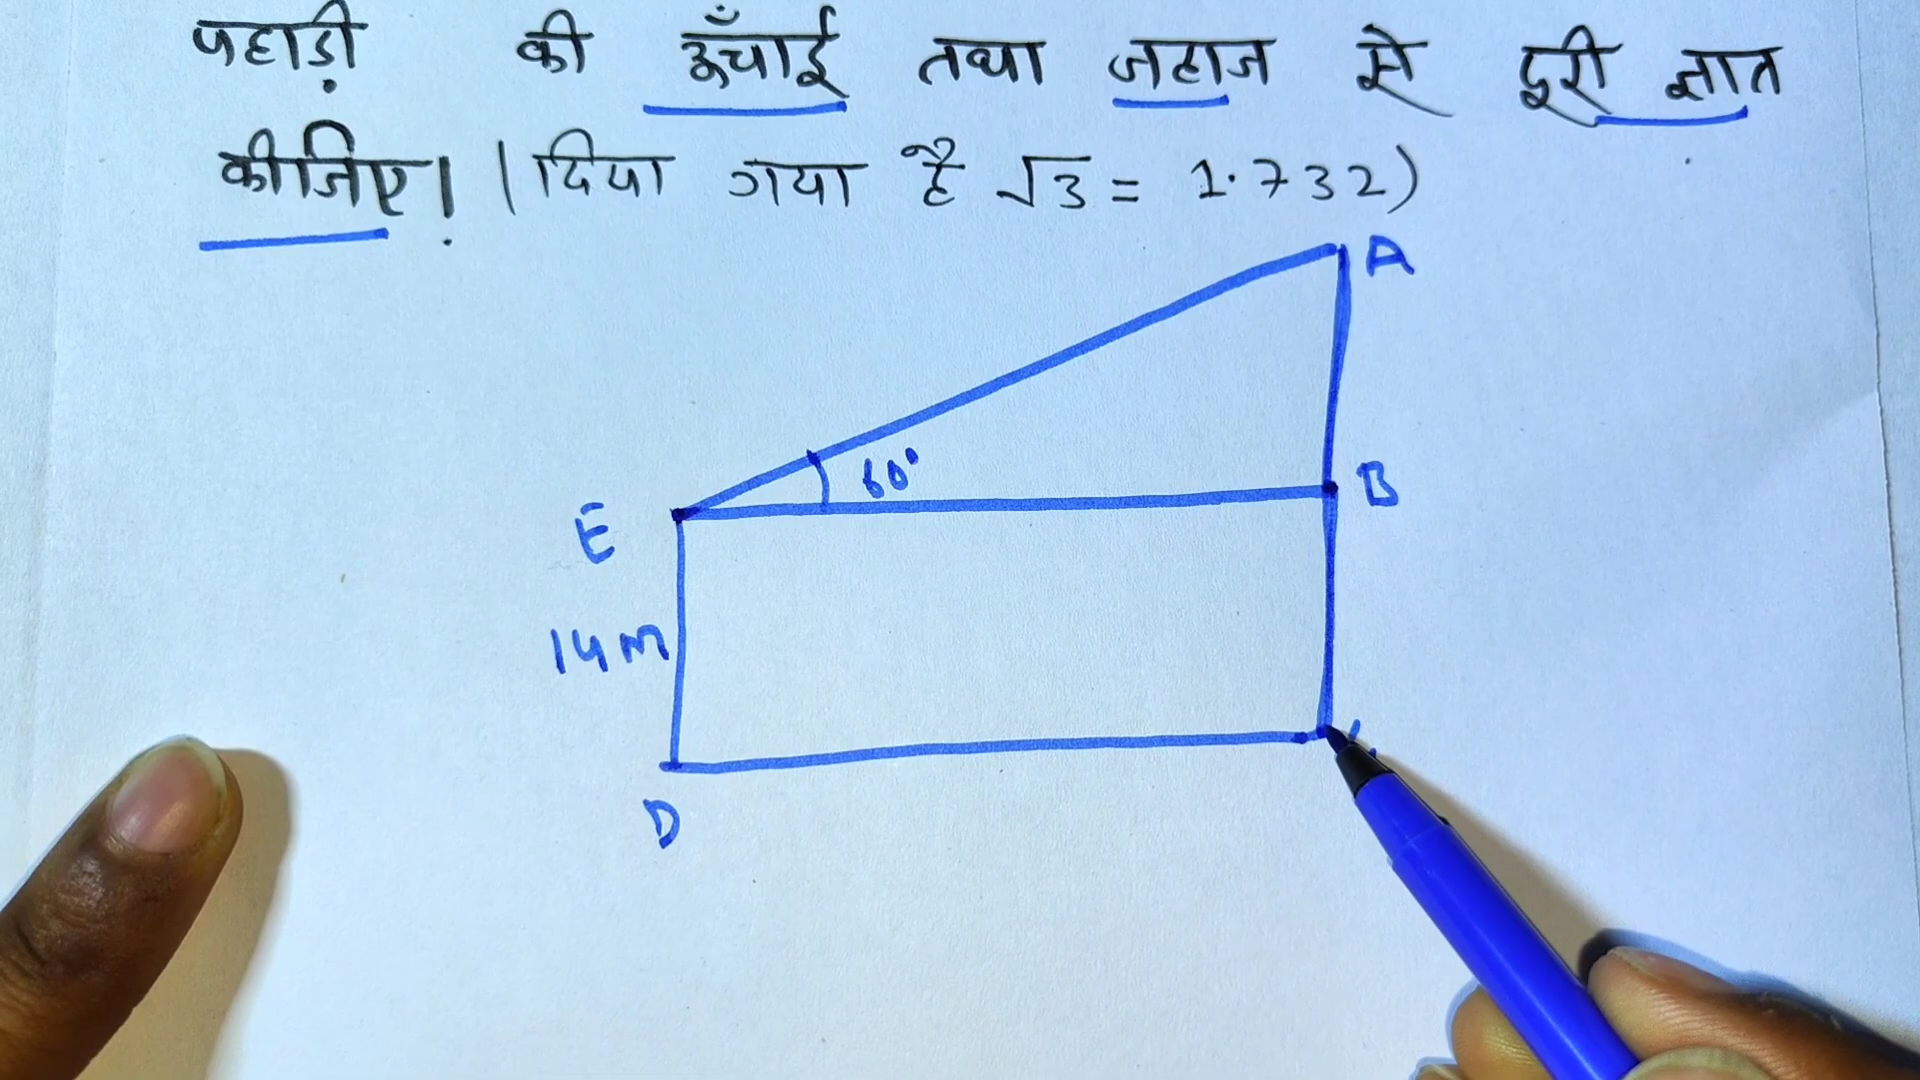 पहाड़ी की ऊँचाई तथा जहाज से दूरी ज्ञात
कीजिए। (दिया गया है √3 = 1.732)
A
60°
B
E
14m
D